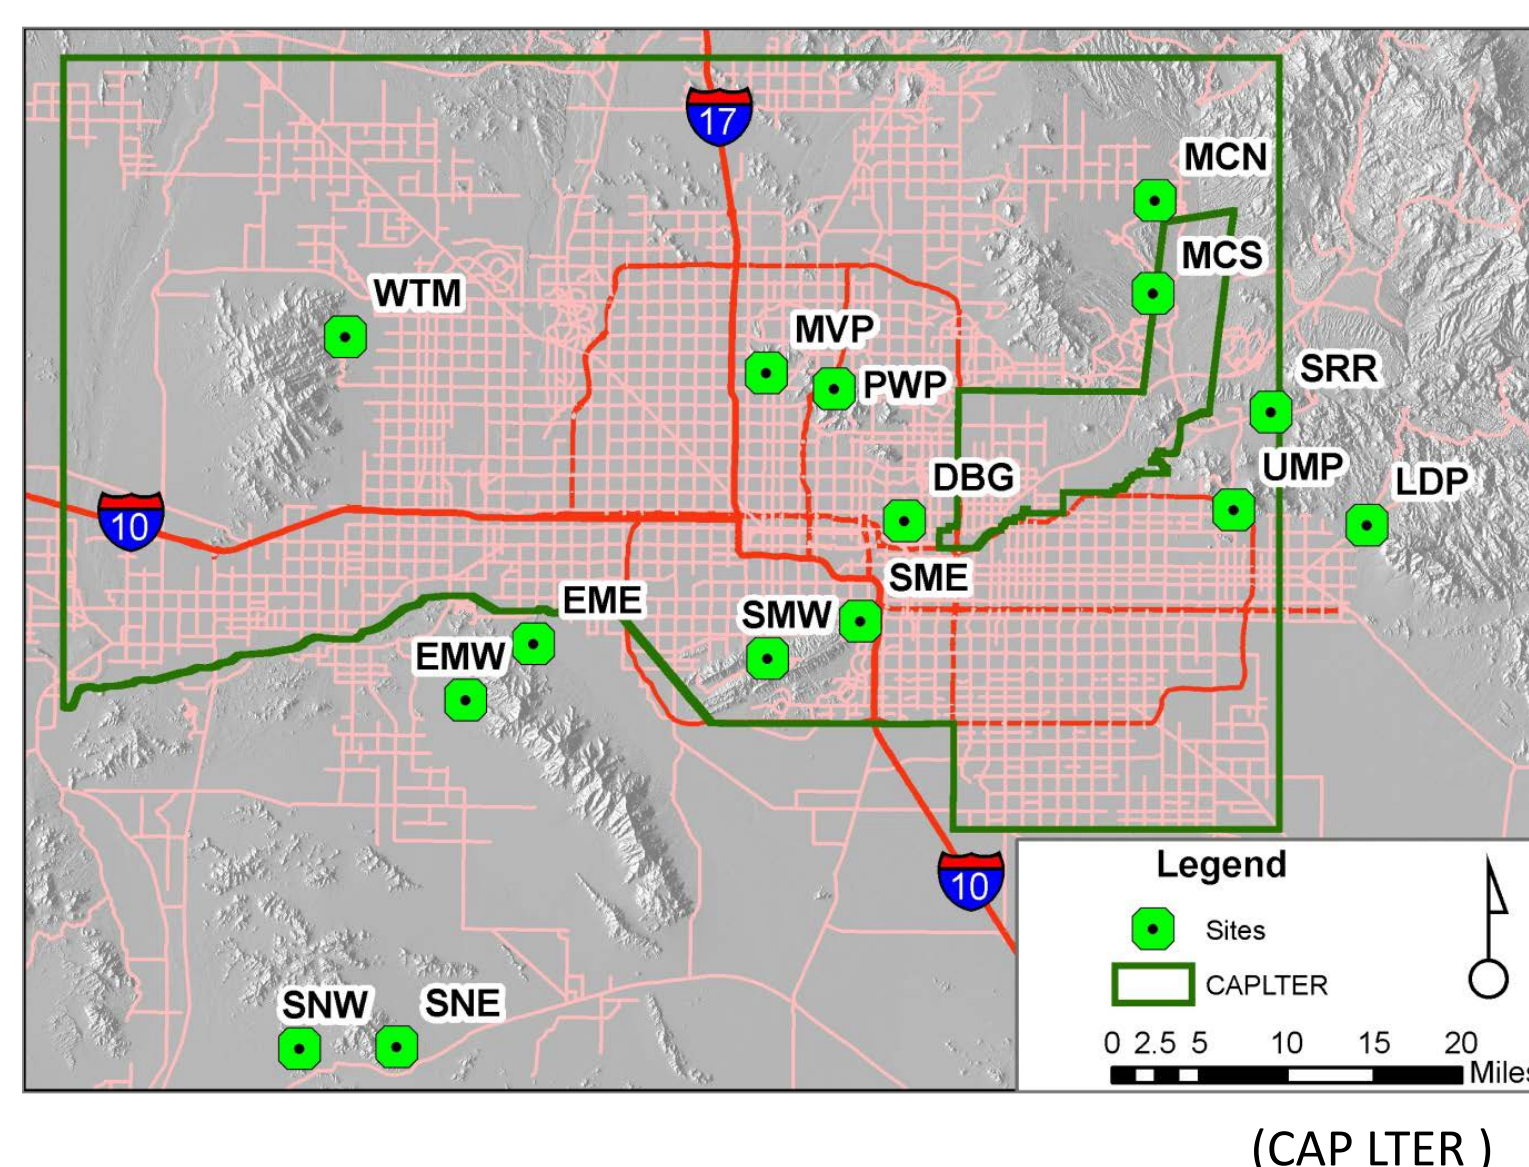 17
MCN
MCS
WTM
MVP
SRR
PWP
UMP
DBG
LDP
10
SME
EME
SMW
EMW
10
Legend
Sites
CAPLTER
SNW
SNE
0 2.5 5 10 15 20
Miles
(CAP LTER )